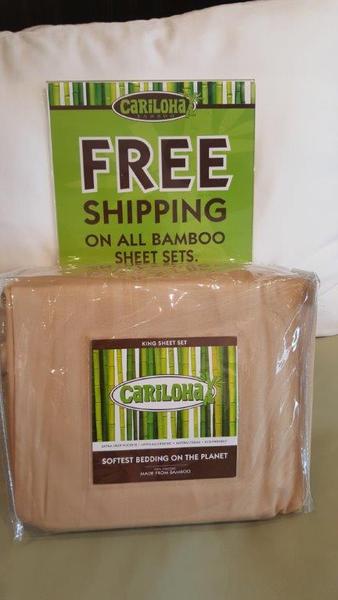 CARILOHA
BAMBOO
FREE
SHIPPING
ON ALL BAMBOO
SHEET SETS.
KING SHEET SET
CARILOHA
SOFTEST BEDDING ON THE PLANET
MADE FROM BAMBOO